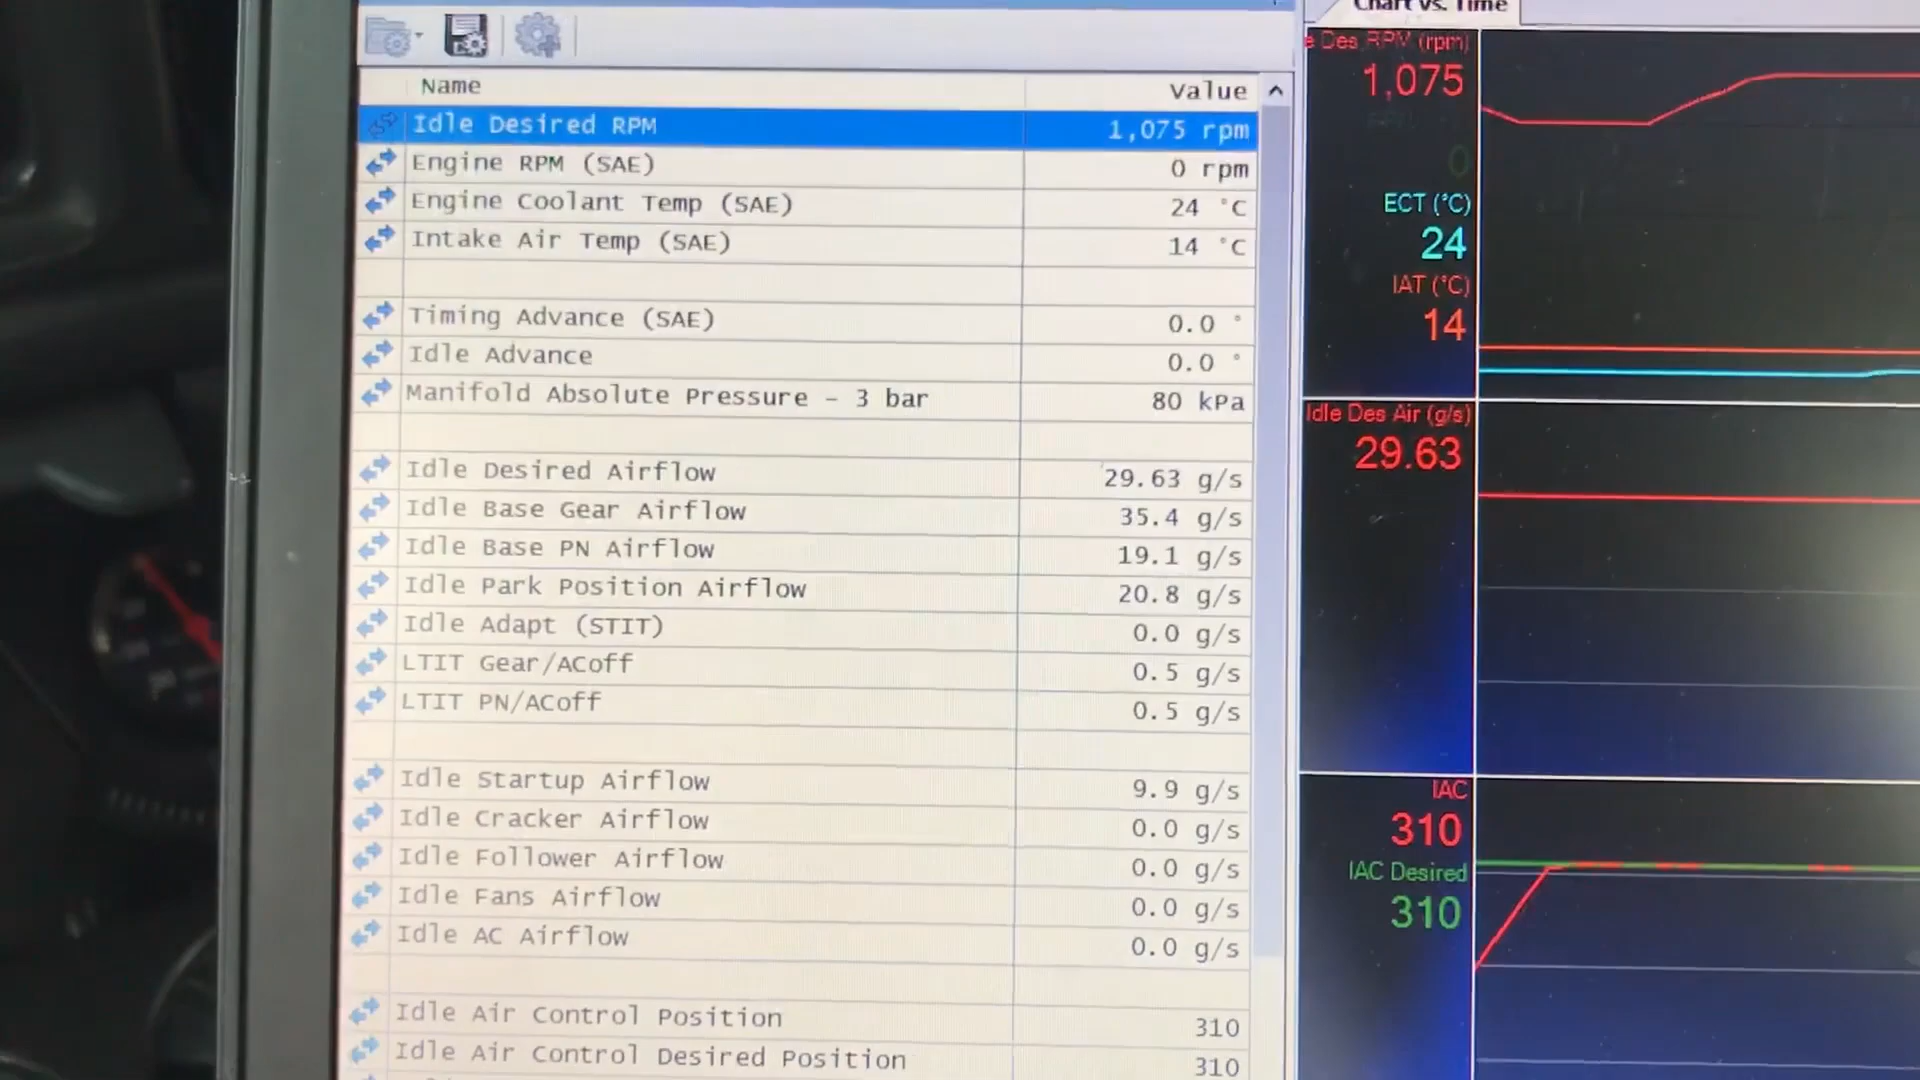 Chart vs. Time
Name Value
Idle Desired RPM 1,075 rpm
Engine RPM (SAE) 0 rpm
Engine Coolant Temp (SAE) 24 °C
Intake Air Temp (SAE) 14 °C
Timing Advance (SAE) 0.0 °
Idle Advance 0.0 °
Manifold Absolute Pressure - 3 bar 80 kPa
Idle Desired Airflow 29.63 g/s
Idle Base Gear Airflow 35.4 g/s
Idle Base PN Airflow 19.1 g/s
Idle Park Position Airflow 20.8 g/s
Idle Adapt (STIT) 0.0 g/s
LTIT Gear/ACoff 0.5 g/s
LTIT PN/ACoff 0.5 g/s
Idle Startup Airflow 9.9 g/s
Idle Cracker Airflow 0.0 g/s
Idle Follower Airflow 0.0 g/s
Idle Fans Airflow 0.0 g/s
Idle AC Airflow 0.0 g/s
Idle Air Control Position 310
Idle Air Control Desired Position 310
e Des RPM (rpm)
1,075
0
ECT (°C)
24
IAT (°C)
14
Idle Des Air (g/s)
29.63
IAC
310
IAC Desired
310